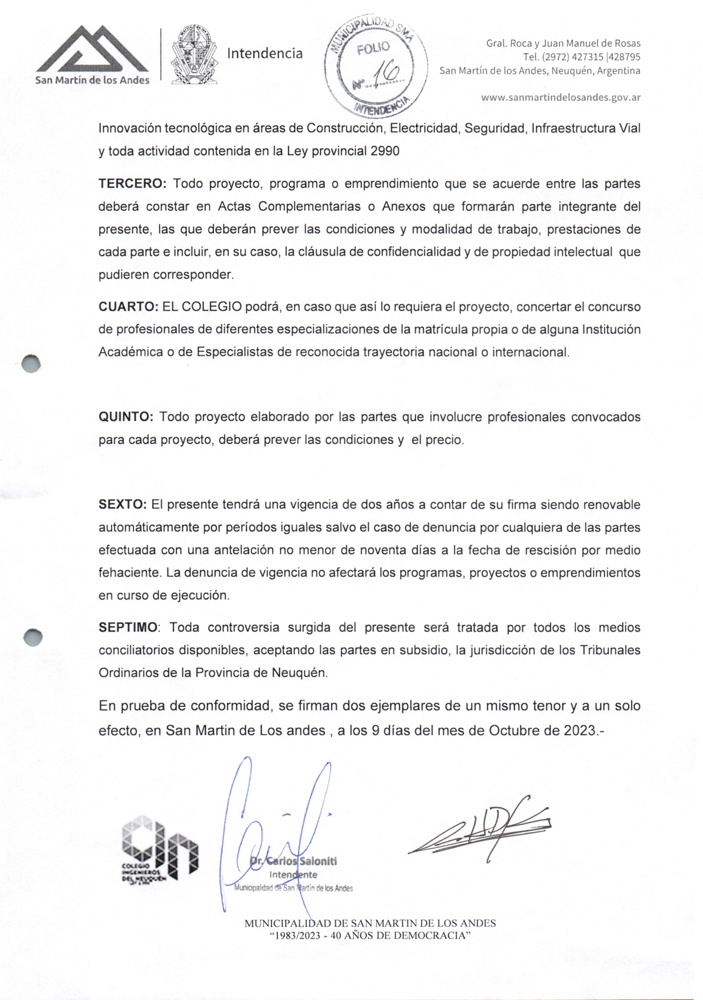 San Martín de los Andes
San Martín de los Andes
Intendencia
MUNICIPALIDAD SMA
FOLIO
Nº 16
INTENDENCIA
Gral. Roca y Juan Manuel de Rosas
Tel. (2972) 427315 |428795
San Martín de los Andes, Neuquén, Argentina
www.sanmartindelosandes.gov.ar
Innovación tecnológica en áreas de Construcción, Electricidad, Seguridad, Infraestructura Vial
y toda actividad contenida en la Ley provincial 2990
TERCERO: Todo proyecto, programa o emprendimiento que se acuerde entre las partes
deberá constar en Actas Complementarias o Anexos que formarán parte integrante del
presente, las que deberán prever las condiciones y modalidad de trabajo, prestaciones de
cada parte e incluir, en su caso, la cláusula de confidencialidad y de propiedad intelectual que
pudieren corresponder.
CUARTO: EL COLEGIO podrá, en caso que así lo requiera el proyecto, concertar el concurso
de profesionales de diferentes especializaciones de la matrícula propia o de alguna Institución
Académica o de Especialistas de reconocida trayectoria nacional o internacional.
QUINTO: Todo proyecto elaborado por las partes que involucre profesionales convocados
para cada proyecto, deberá prever las condiciones y el precio.
SEXTO: El presente tendrá una vigencia de dos años a contar de su firma siendo renovable
automáticamente por períodos iguales salvo el caso de denuncia por cualquiera de las partes
efectuada con una antelación no menor de noventa días a la fecha de rescisión por medio
fehaciente. La denuncia de vigencia no afectará los programas, proyectos o emprendimientos
en curso de ejecución.
SEPTIMO: Toda controversia surgida del presente será tratada por todos los medios
conciliatorios disponibles, aceptando las partes en subsidio, la jurisdicción de los Tribunales
Ordinarios de la Provincia de Neuquén.
En prueba de conformidad, se firman dos ejemplares de un mismo tenor y a un solo
efecto, en San Martin de Los andes , a los 9 días del mes de Octubre de 2023.-
COLEGIO
INGENIEROS
DEL NEUQUÉN
Dr. Carlos Saloniti
Intendente
Municipalidad de San Martín de los Andes
MUNICIPALIDAD DE SAN MARTIN DE LOS ANDES
“1983/2023 - 40 AÑOS DE DEMOCRACIA”